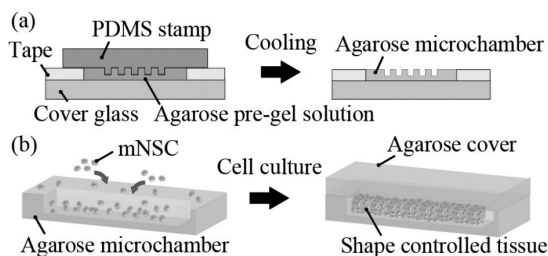 (a)
PDMS stamp
Tape
Cooling
Agarose microchamber
Cover glass
Agarose pre-gel solution
(b)
mNSC
Cell culture
Agarose cover
Agarose microchamber
Shape controlled tissue